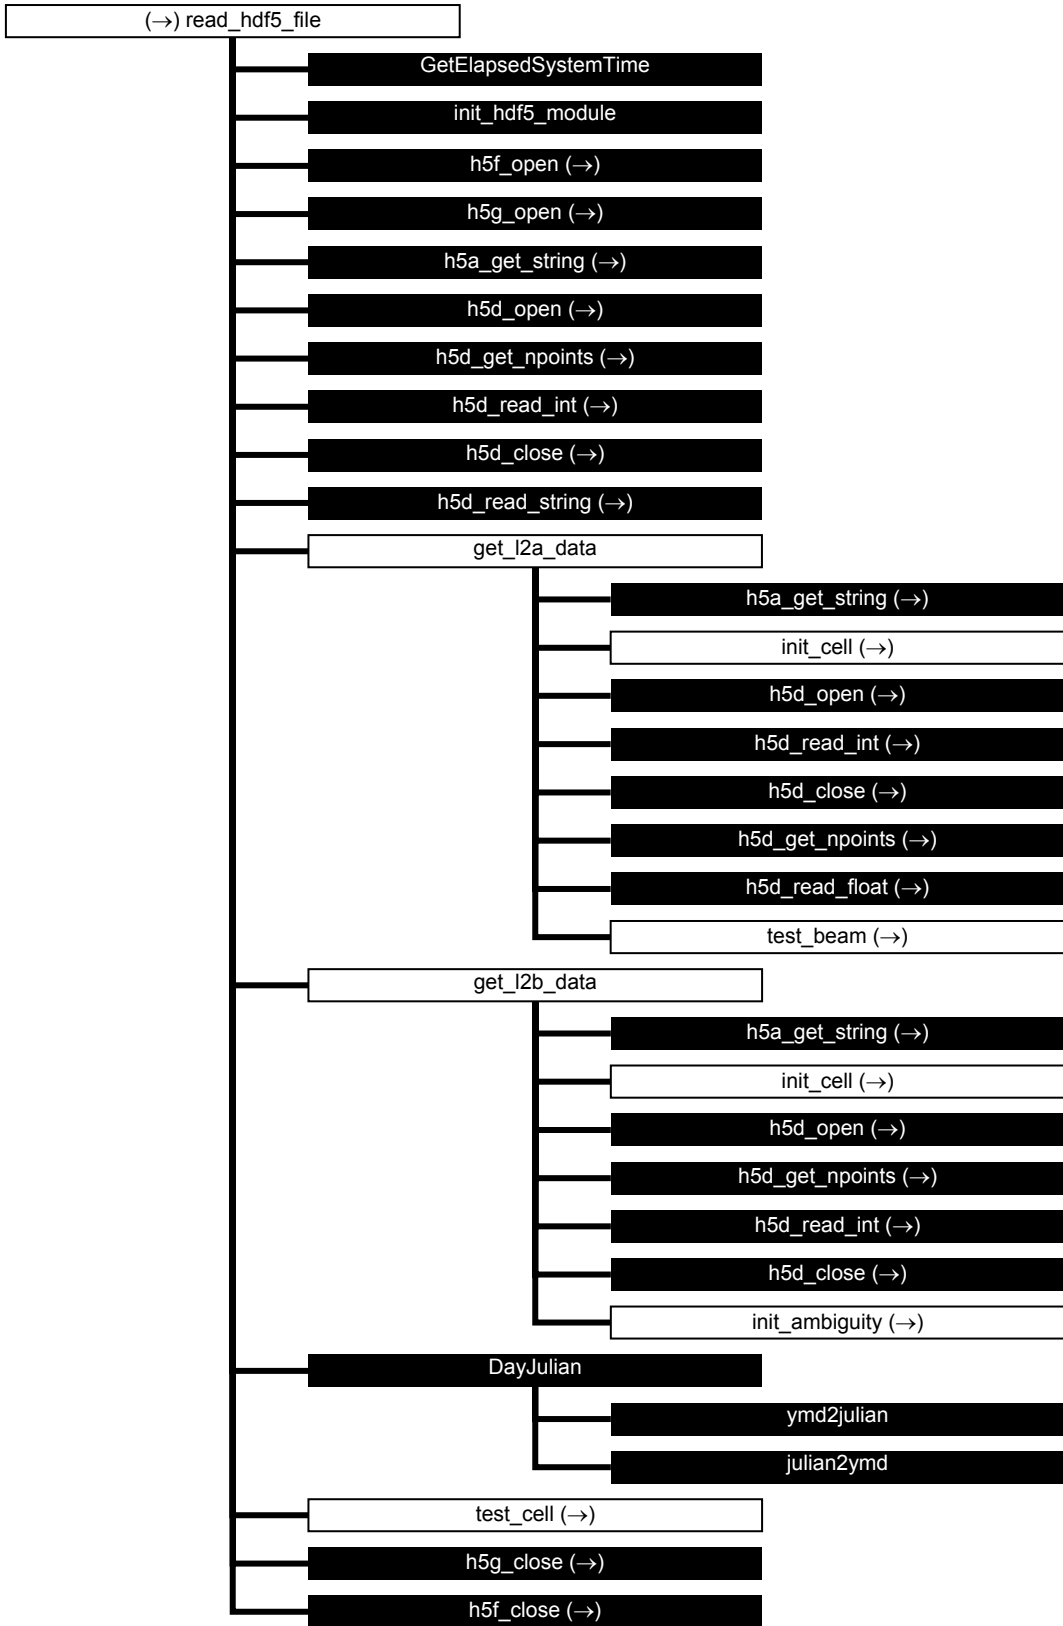 (→) read_hdf5_file
GetElapsedSystemTime
init_hdf5_module
h5f_open (→)
h5g_open (→)
h5a_get_string (→)
h5d_open (→)
h5d_get_npoints (→)
h5d_read_int (→)
h5d_close (→)
h5d_read_string (→)
get_l2a_data
h5a_get_string (→)
init_cell (→)
h5d_open (→)
h5d_read_int (→)
h5d_close (→)
h5d_get_npoints (→)
h5d_read_float (→)
test_beam (→)
get_l2b_data
h5a_get_string (→)
init_cell (→)
h5d_open (→)
h5d_get_npoints (→)
h5d_read_int (→)
h5d_close (→)
init_ambiguity (→)
DayJulian
ymd2julian
julian2ymd
test_cell (→)
h5g_close (→)
h5f_close (→)